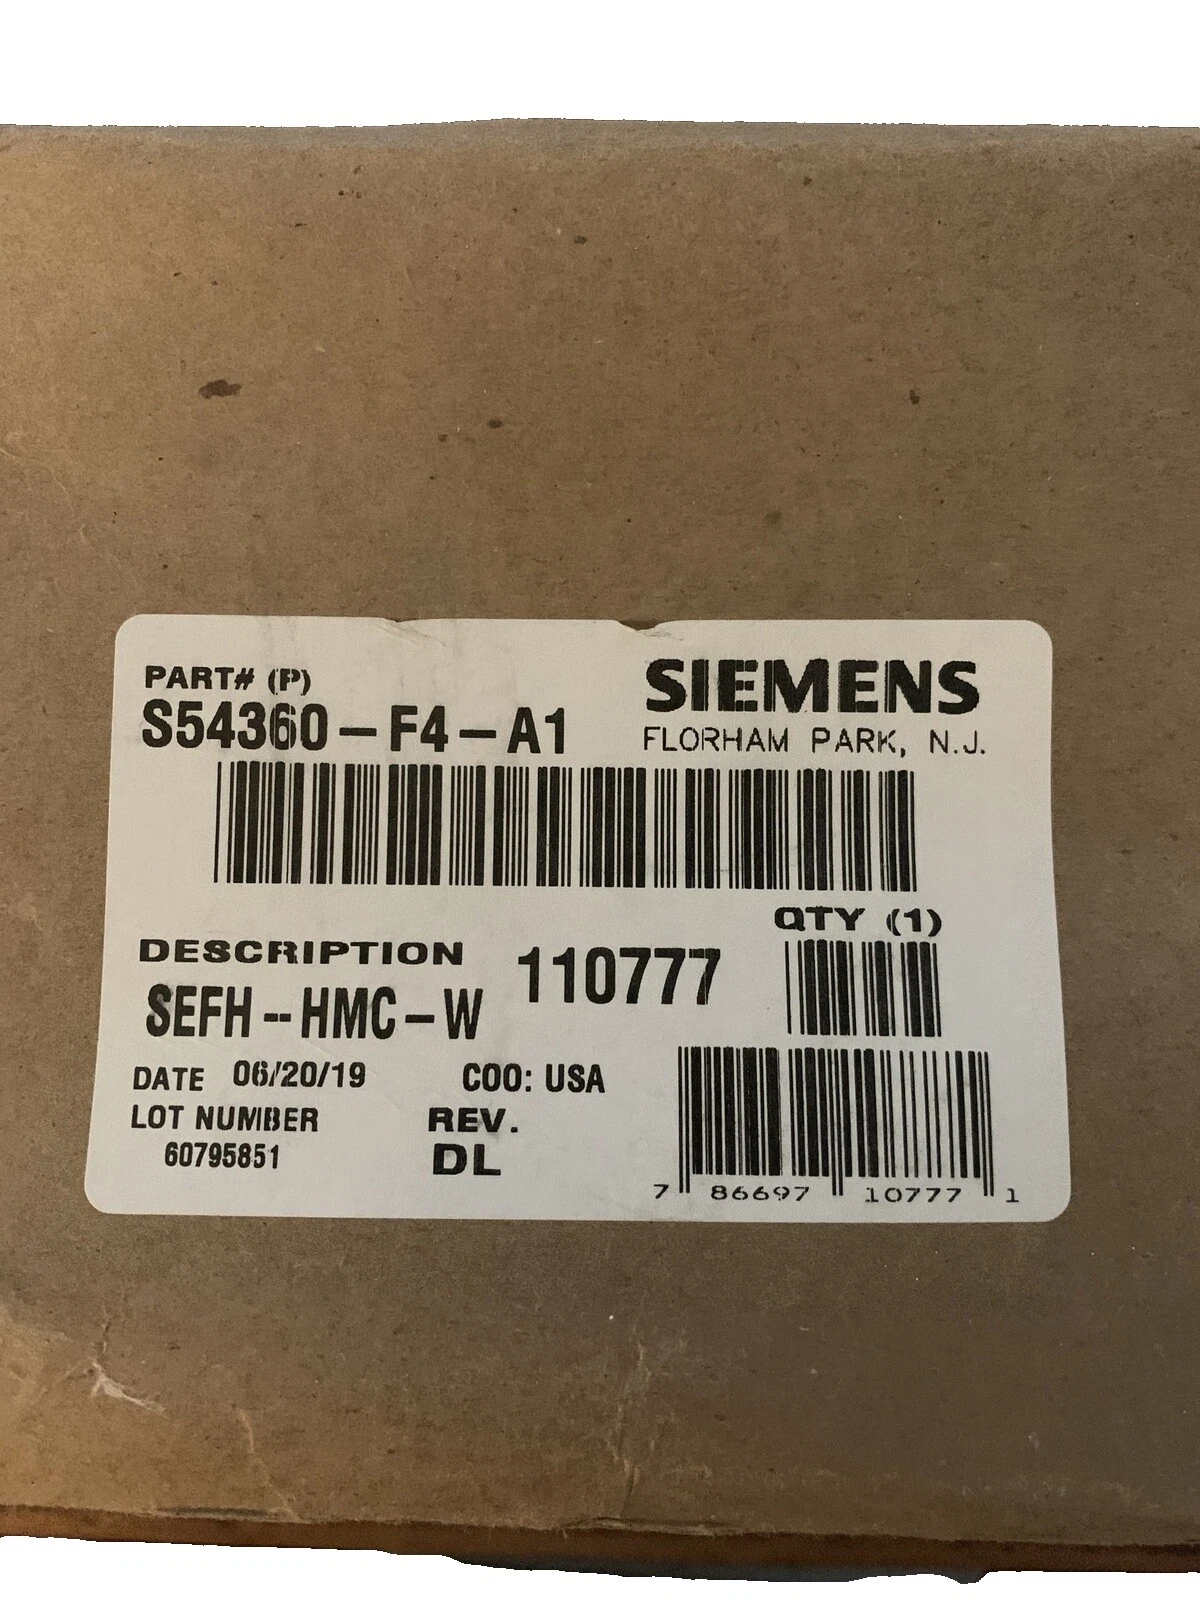 PART# (P)
S54360-F4-A1
SIEMENS
FLORHAM PARK, N.J.
QTY (1)
DESCRIPTION
110777
SEFH-HMC-W
DATE 06/20/19
COO: USA
LOT NUMBER
60795851
REV.
DL
7 86697 10777 1